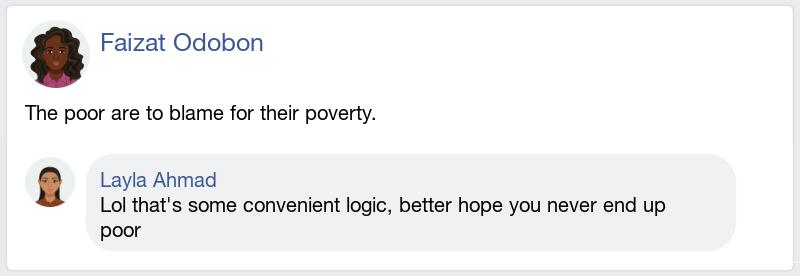 Faizat Odobon
The poor are to blame for their poverty.
Layla Ahmad
Lol that's some convenient logic, better hope you never end up
poor